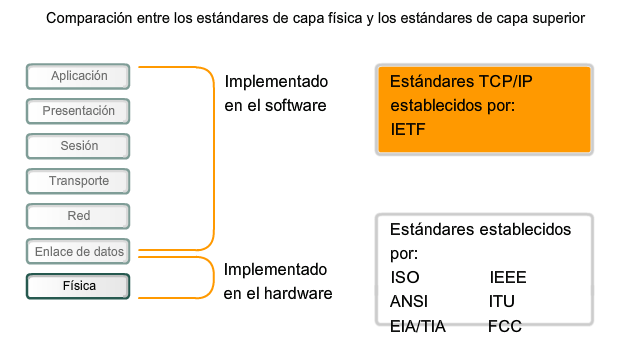 Comparación entre los estándares de capa física y los estándares de capa superior
Aplicación
Presentación
Sesión
Transporte
Red
Enlace de datos
Física
Implementado
en el software
Implementado
en el hardware
Estándares TCP/IP
establecidos por:
IETF
Estándares establecidos
por:
ISO IEEE
ANSI ITU
EIA/TIA FCC